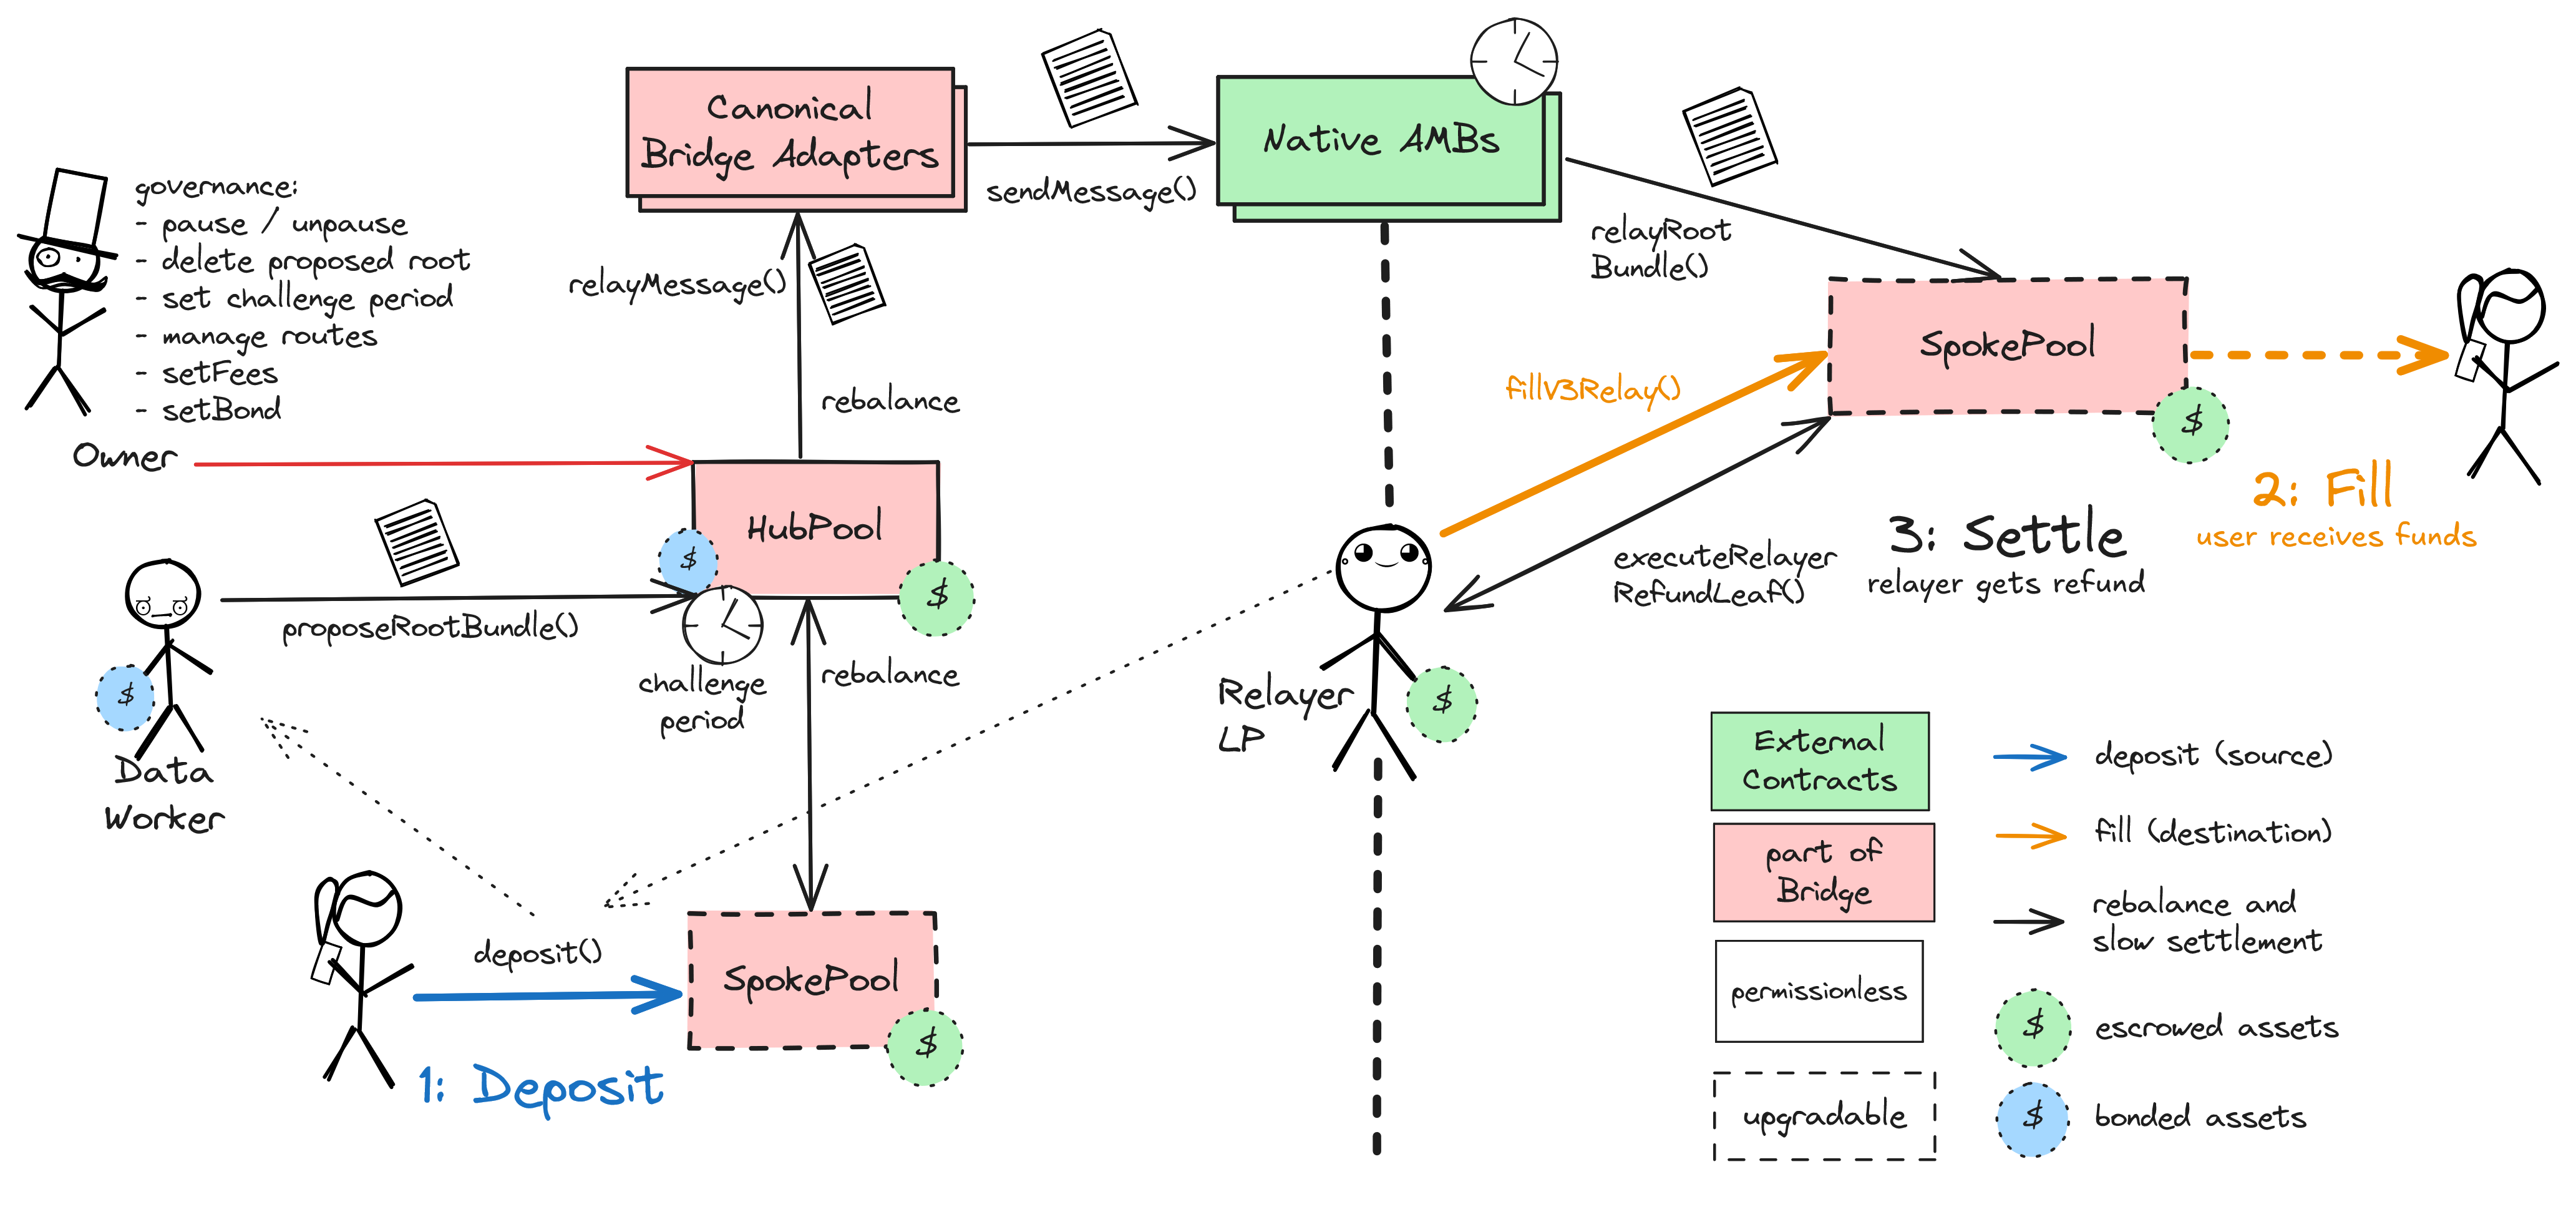 Canonical
Bridge Adapters
sendMessage()
Native AMBs
governance:
- pause / unpause
- delete proposed root
- set challenge period
- manage routes
- setFees
- setBond
Owner
relayMessage()
rebalance
relayRoot
Bundle()
SpokePool
$
fillV3Relay()
HubPool
$
$
proposeRootBundle()
challenge
period
rebalance
$
Data
Worker
Relayer
LP
$
executeRelayer
RefundLeaf()
3: Settle
relayer gets refund
2: Fill
user receives funds
deposit()
SpokePool
$
1: Deposit
External
Contracts
part of
Bridge
permissionless
upgradable
deposit (source)
fill (destination)
rebalance and
slow settlement
$
escrowed assets
$
bonded assets